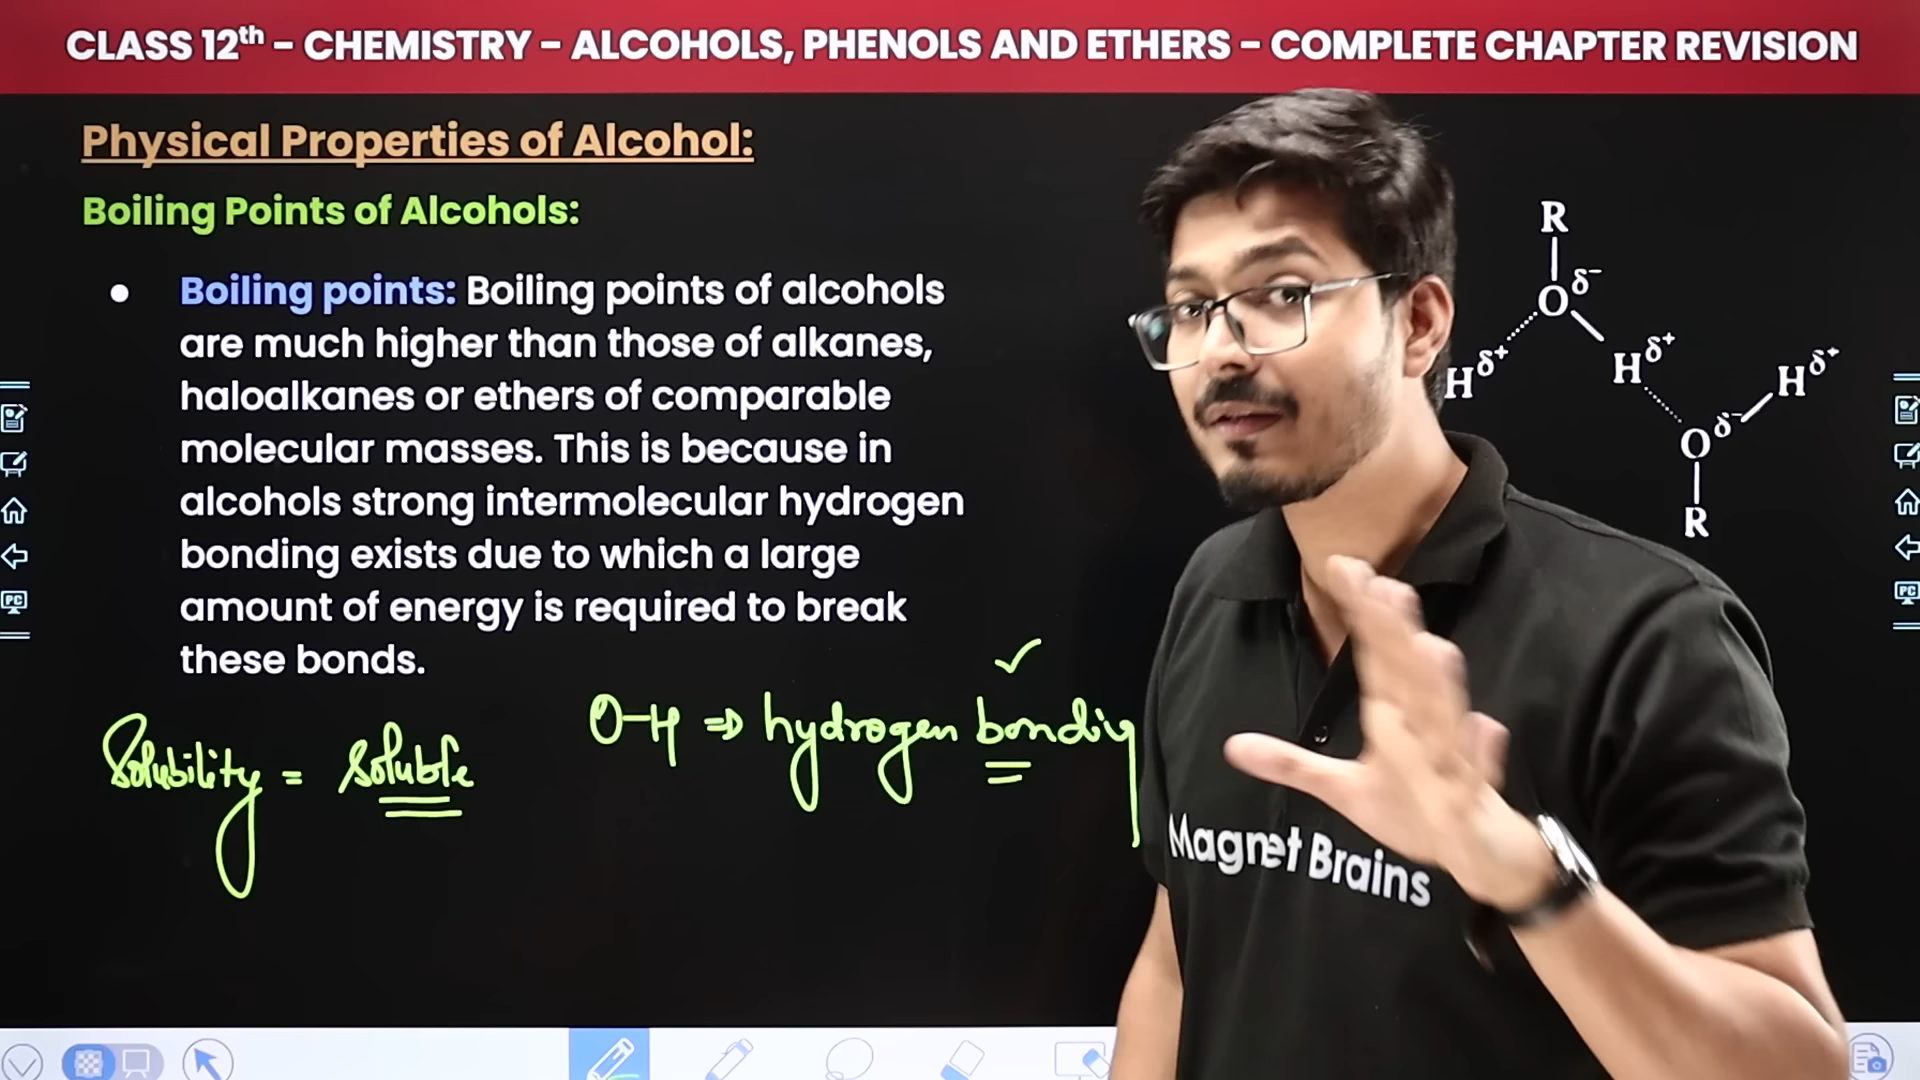 CLASS 12th – CHEMISTRY – ALCOHOLS, PHENOLS AND ETHERS – COMPLETE CHAPTER REVISION
Physical Properties of Alcohol:
Boiling Points of Alcohols:
● Boiling points: Boiling points of alcohols
are much higher than those of alkanes,
haloalkanes or ethers of comparable
molecular masses. This is because in
alcohols strong intermolecular hydrogen
bonding exists due to which a large
amount of energy is required to break
these bonds.
✓
O-H ⇒ hydrogen bonding
Solubility = soluble
R
O δ-
H δ+
H δ+
H δ+
O δ-
R
Magnet Brains
PC
PC